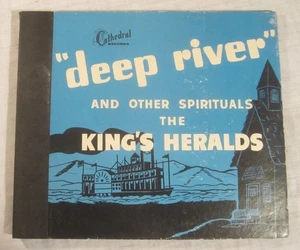 Cathedral
RECORDS
"deep river"
AND OTHER SPIRITUALS
THE
KING'S HERALDS